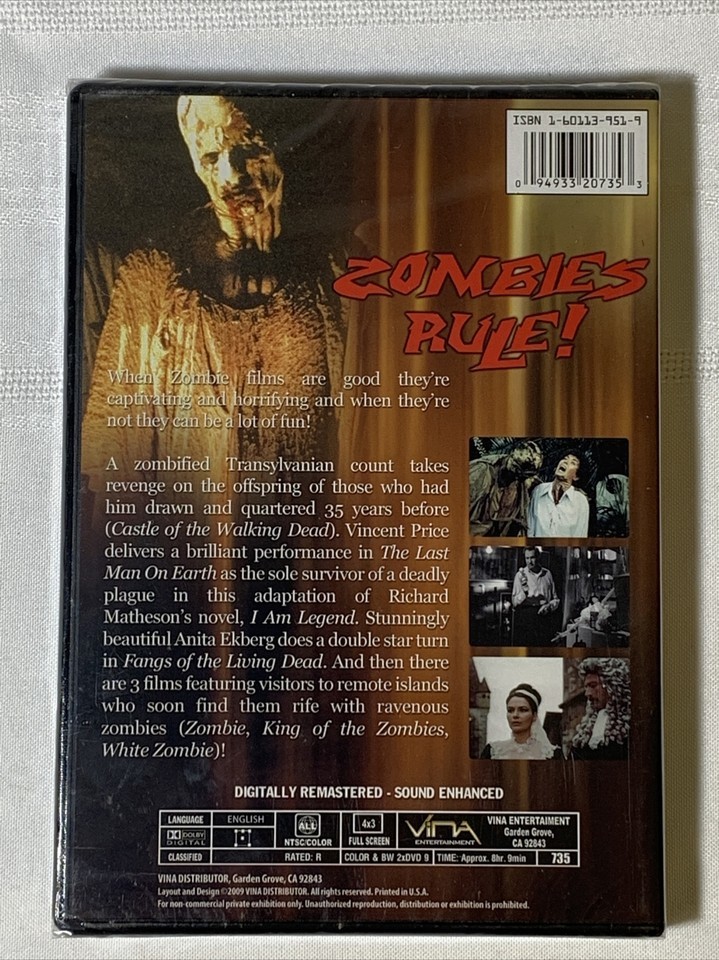 ISBN 1-60113-951-9
0 94933 20735 3
ZOMBIES
RULE!
When Zombie films are good they're
captivating and horrifying and when they're
not they can be a lot of fun!
A zombified Transylvanian count takes
revenge on the offspring of those who had
him drawn and quartered 35 years before
(Castle of the Walking Dead). Vincent Price
delivers a brilliant performance in The Last
Man On Earth as the sole survivor of a deadly
plague in this adaptation of Richard
Matheson's novel, I Am Legend. Stunningly
beautiful Anita Ekberg does a double star turn
in Fangs of the Living Dead. And then there
are 3 films featuring visitors to remote islands
who soon find them rife with ravenous
zombies (Zombie, King of the Zombies,
White Zombie)!
DIGITALLY REMASTERED - SOUND ENHANCED
LANGUAGE ENGLISH
DOLBY
DIGITAL
CLASSIFIED RATED: R
ALL
NTSC/COLOR
4x3
FULL SCREEN
COLOR & BW 2xDVD 9
ViNA
ENTERTAINMENT
TIME: Approx. 8hr. 9min
VINA ENTERTAIMENT
Garden Grove,
CA 92843
735
VINA DISTRIBUTOR, Garden Grove, CA 92843
Layout and Design ©2009 VINA DISTRIBUTOR. All rights reserved. Printed in U.S.A.
For non-commercial private exhibition only. Unauthorized reproduction, distribution or exhibition is prohibited.